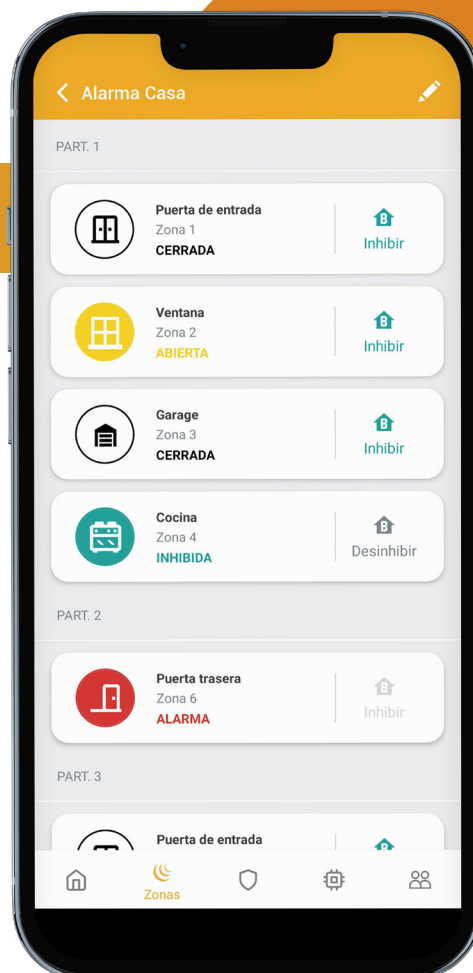 Alarma Casa
PART. 1
Puerta de entrada
Zona 1
CERRADA
Inhibir
Ventana
Zona 2
ABIERTA
Inhibir
Garage
Zona 3
CERRADA
Inhibir
Cocina
Zona 4
INHIBIDA
Desinhibir
PART. 2
Puerta trasera
Zona 6
ALARMA
Inhibir
PART. 3
Puerta de entrada
Zonas